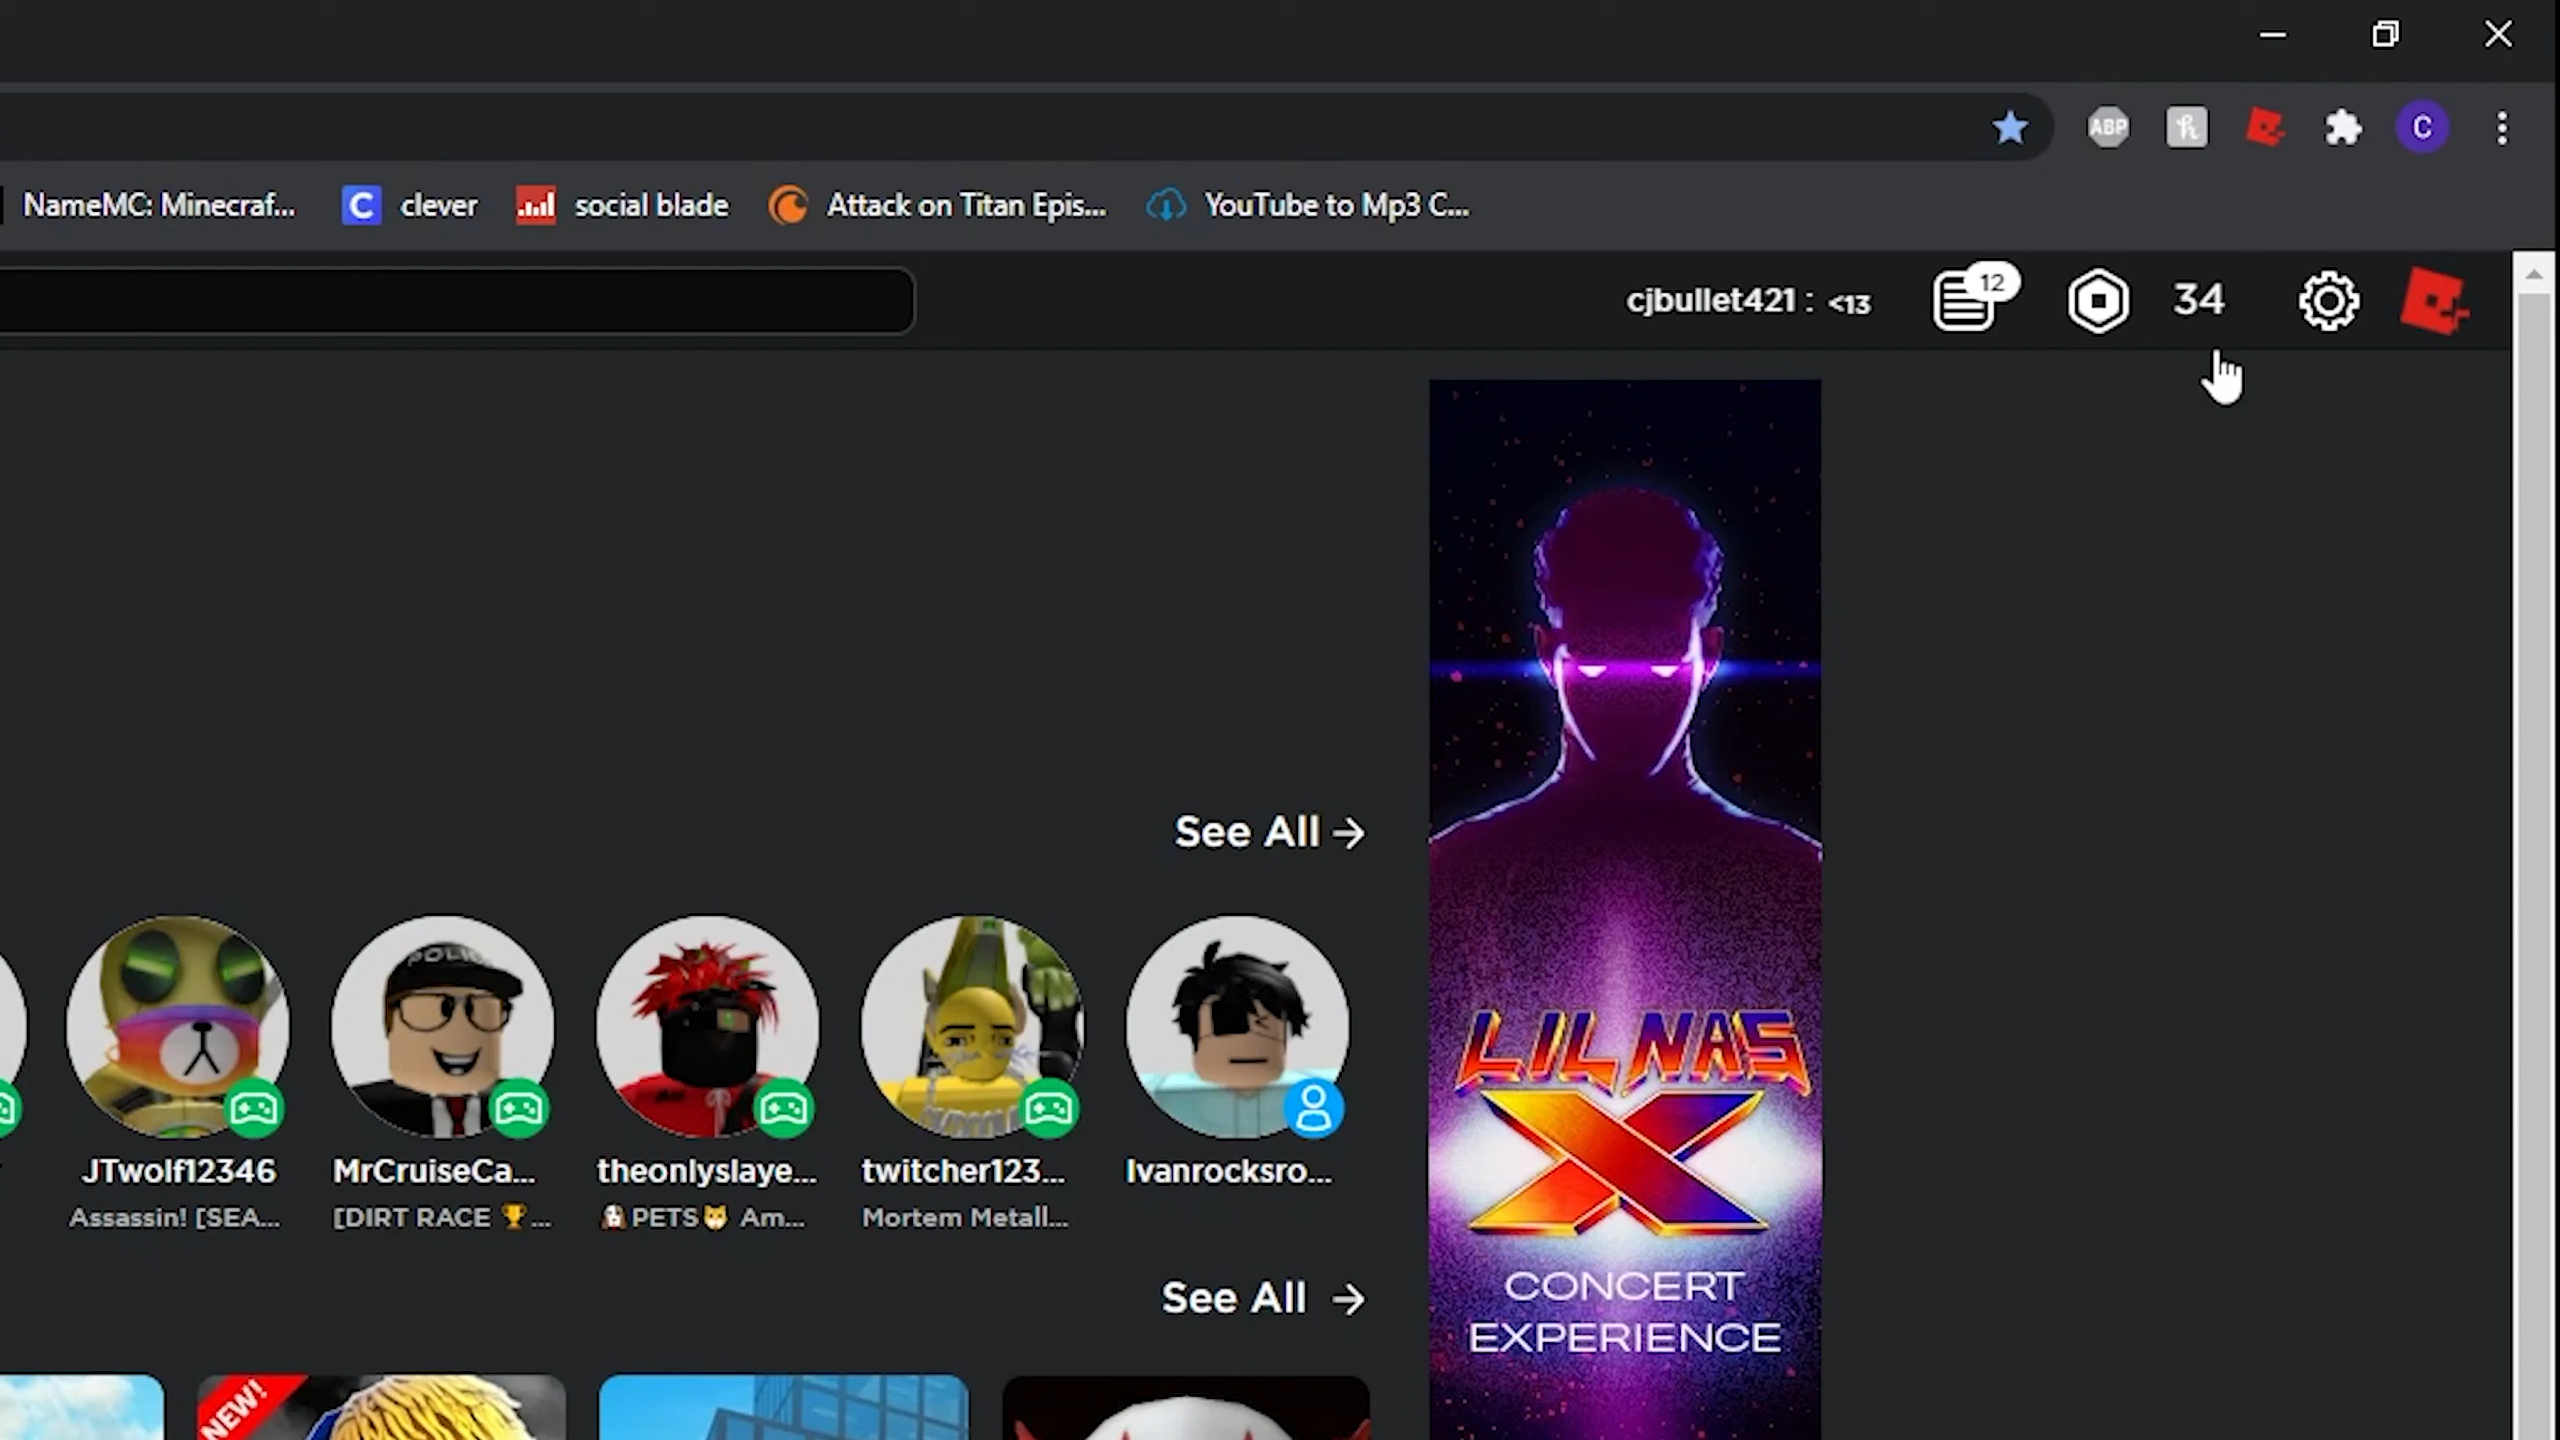 ABP
C
NameMC: Minecraf...
C clever
social blade
Attack on Titan Epis...
YouTube to Mp3 C...
cjbullet421 : <13
12
34
See All →
POLIC
JTwolf12346
MrCruiseCa...
theonlyslaye...
twitcher123...
Ivanrocksro...
Assassin! [SEA...
[DIRT RACE 🏆...
🐶PETS🐱 Am...
Mortem Metall...
See All →
NEW!
LIL NAS
X
CONCERT
EXPERIENCE